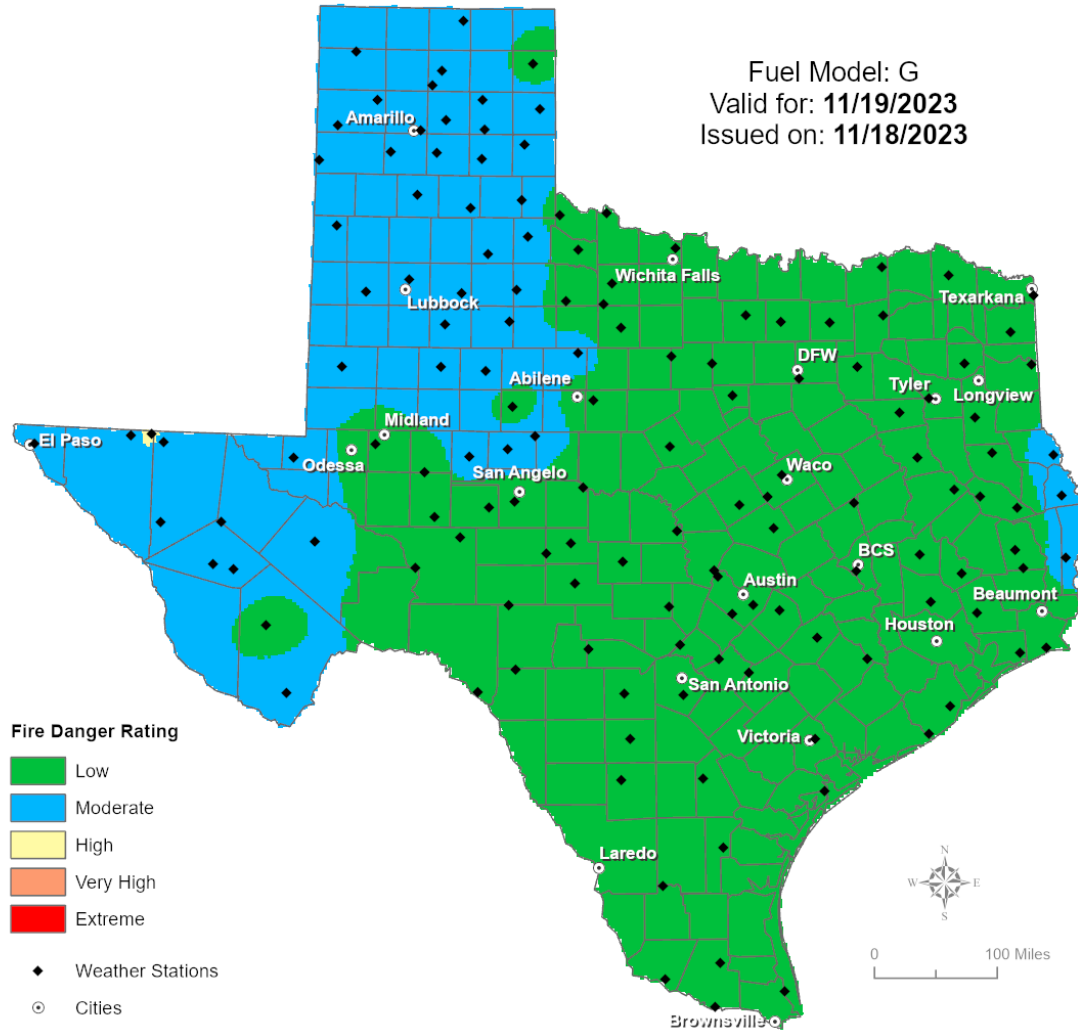 Fuel Model: G
Valid for: 11/19/2023
Issued on: 11/18/2023
Amarillo
Wichita Falls
Lubbock
Texarkana
DFW
Abilene
Tyler
Longview
Midland
El Paso
Odessa
San Angelo
Waco
BCS
Austin
Beaumont
Houston
San Antonio
Victoria
Laredo
Brownsville
Fire Danger Rating
Low
Moderate
High
Very High
Extreme
Weather Stations
Cities
N
W E
S
0 100 Miles